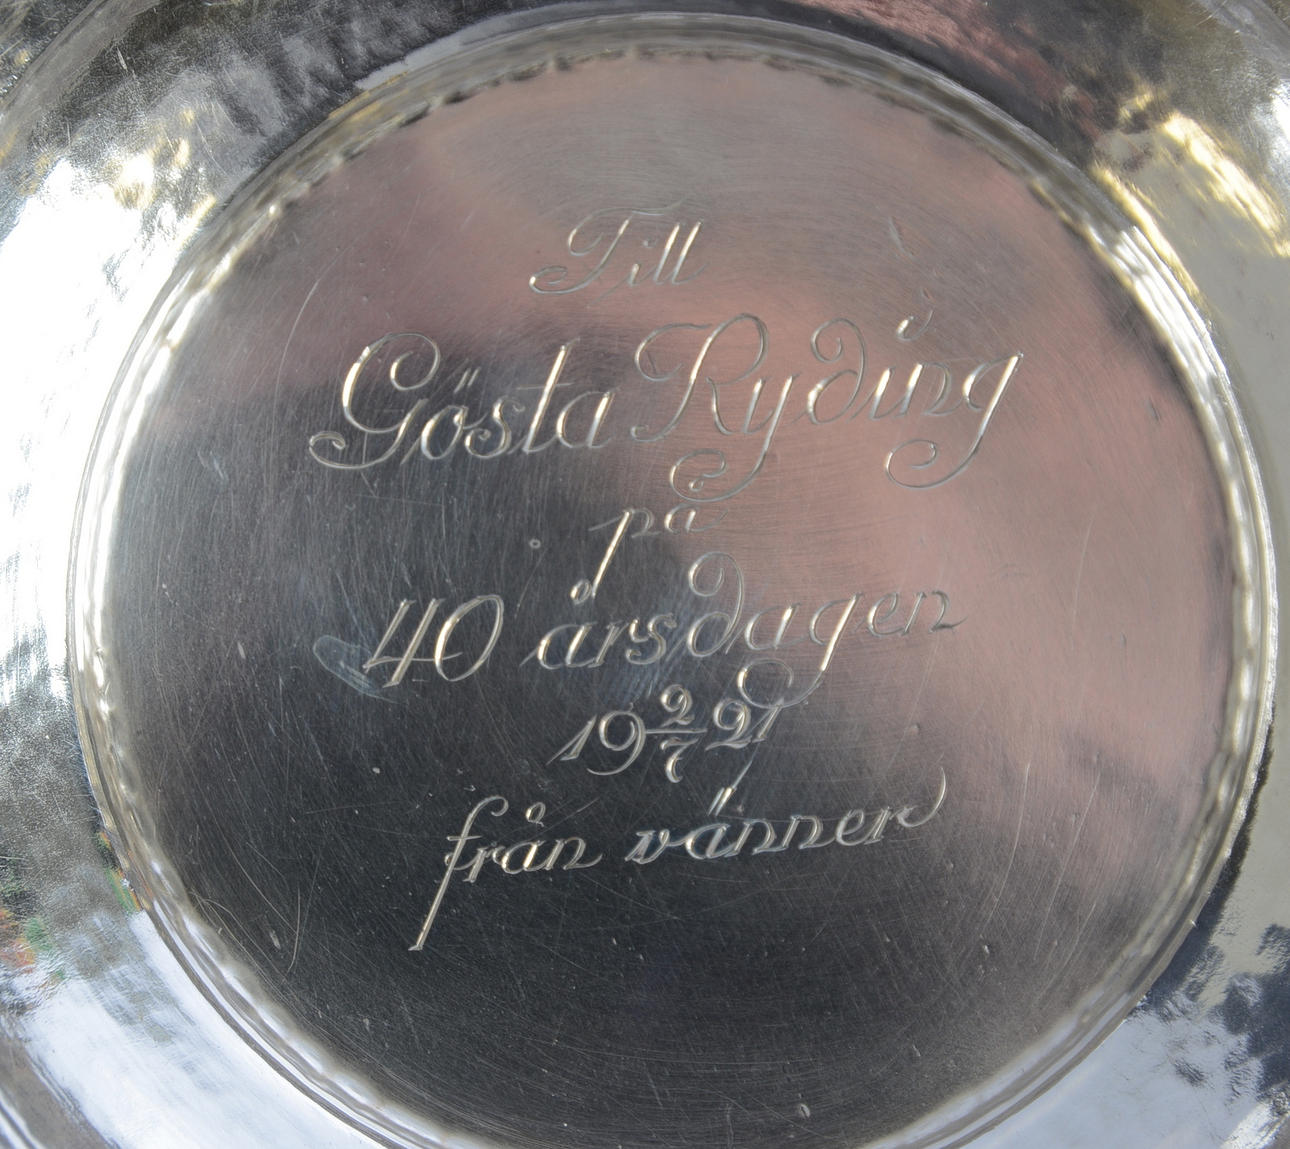 Till
Gösta Ryding
på
40 årsdagen
19 2/7 21
från vänner